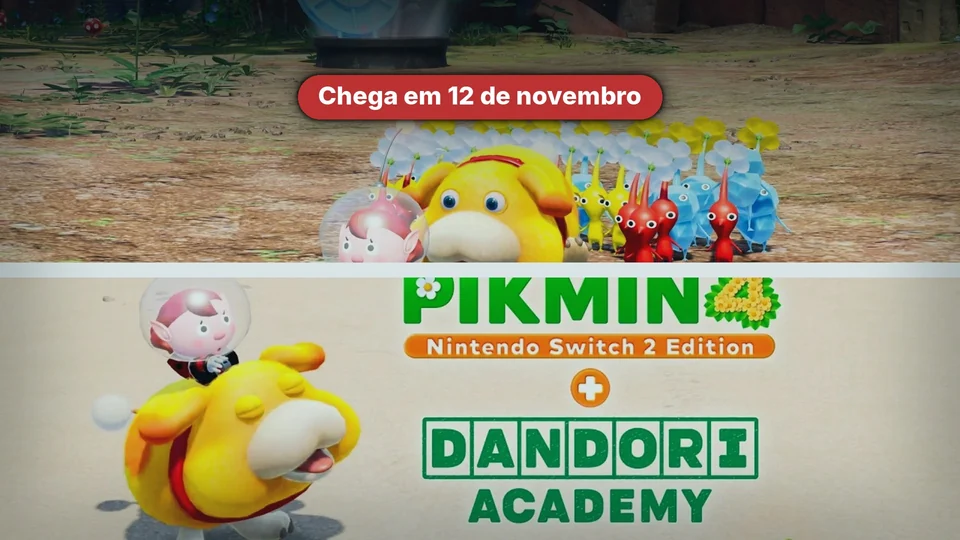 Chega em 12 de novembro
PIKMIN 4
Nintendo Switch 2 Edition
+
DANDORI
ACADEMY